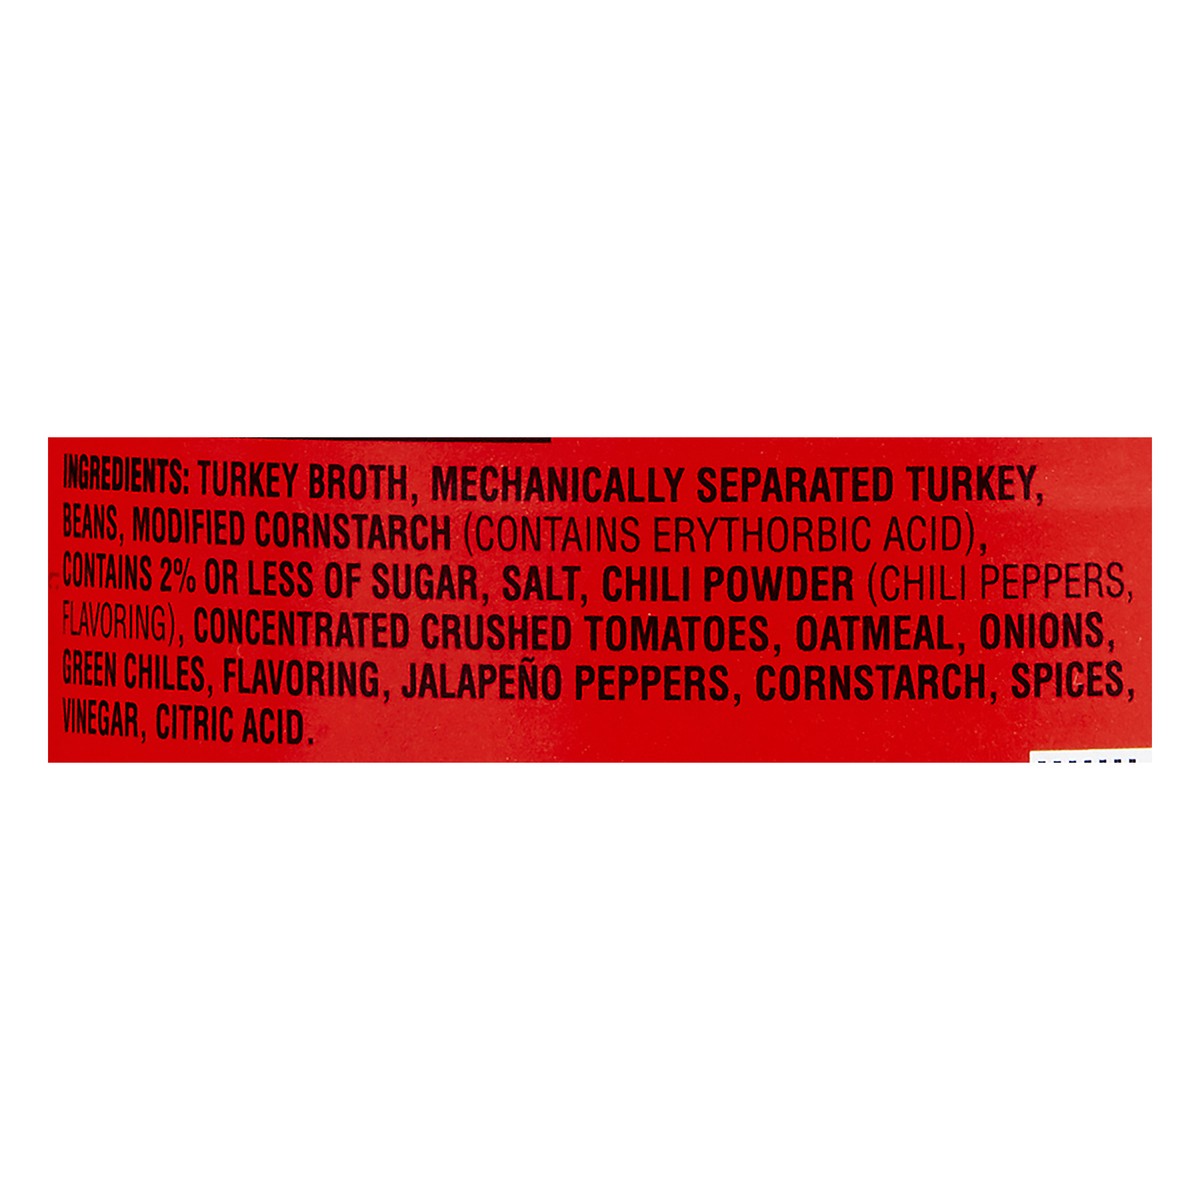 INGREDIENTS: TURKEY BROTH, MECHANICALLY SEPARATED TURKEY,
BEANS, MODIFIED CORNSTARCH (CONTAINS ERYTHORBIC ACID),
CONTAINS 2% OR LESS OF SUGAR, SALT, CHILI POWDER (CHILI PEPPERS,
FLAVORING), CONCENTRATED CRUSHED TOMATOES, OATMEAL, ONIONS,
GREEN CHILES, FLAVORING, JALAPEÑO PEPPERS, CORNSTARCH, SPICES,
VINEGAR, CITRIC ACID.